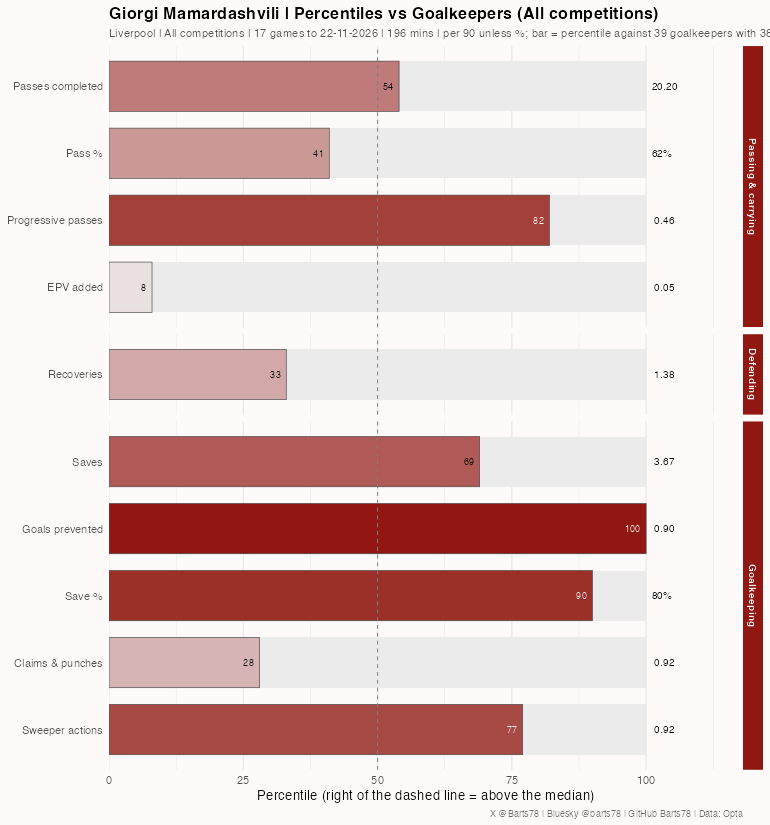 Giorgi Mamardashvili | Percentiles vs Goalkeepers (All competitions)
Liverpool | All competitions | 17 games to 22-11-2026 | 196 mins | per 90 unless %; bar = percentile against 39 goalkeepers with 38
Passes completed 54 20.20
Pass % 41 62%
Progressive passes 82 0.46
EPV added 8 0.05
Passing & carrying
Recoveries 33 1.38
Defending
Saves 69 3.67
Goals prevented 100 0.90
Save % 90 80%
Claims & punches 28 0.92
Sweeper actions 77 0.92
Goalkeeping
0 25 50 75 100
Percentile (right of the dashed line = above the median)
X @Barts78 | Bluesky @barts78 | GitHub Barts78 | Data: Opta